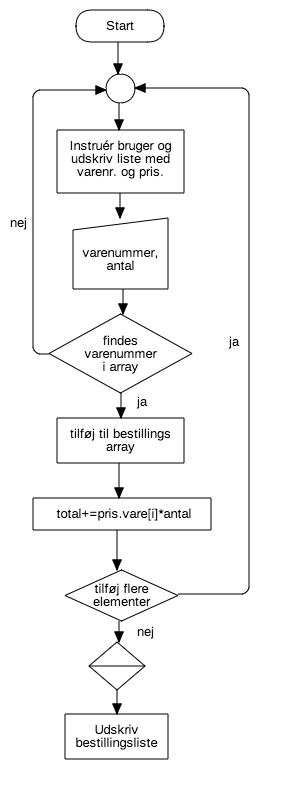 Start
Instruér bruger og
udskriv liste med
varenr. og pris.
nej
varenummer,
antal
findes
varenummer
i array
ja
ja
tilføj til bestillings
array
total+=pris.vare[i]*antal
tilføj flere
elementer
nej
Udskriv
bestillingsliste